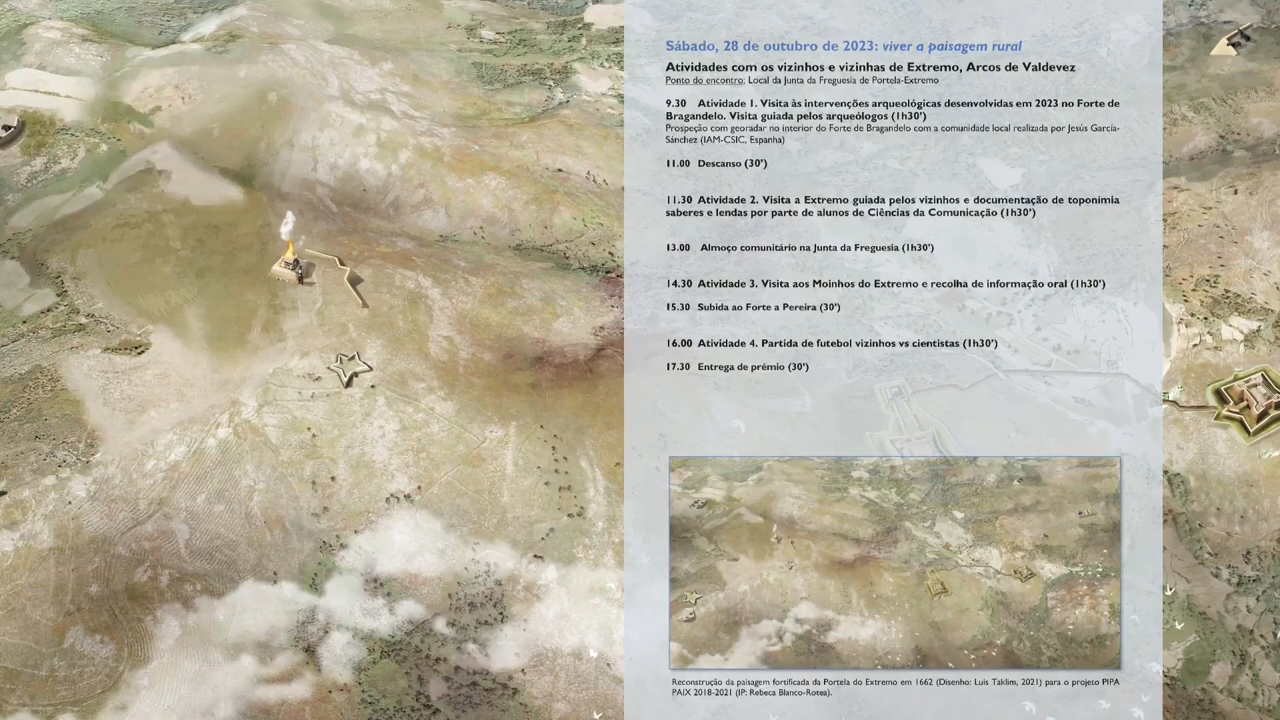 Sábado, 28 de outubro de 2023: viver a paisagem rural
Atividades com os vizinhos e vizinhas de Extremo, Arcos de Valdevez
Ponto do encontro: Local da Junta da Freguesia de Portela-Extremo
9.30 Atividade 1. Visita às intervenções arqueológicas desenvolvidas em 2023 no Forte de
Bragandelo. Visita guiada pelos arqueólogos (1h30')
Prospeção com georadar no interior do Forte de Bragandelo com a comunidade local realizada por Jesús García-
Sánchez (IAM-CSIC, Espanha)
11.00 Descanso (30')
11.30 Atividade 2. Visita a Extremo guiada pelos vizinhos e documentação de toponímia
saberes e lendas por parte de alunos de Ciências da Comunicação (1h30')
13.00 Almoço comunitário na Junta da Freguesia (1h30')
14.30 Atividade 3. Visita aos Moinhos do Extremo e recolha de informação oral (1h30')
15.30 Subida ao Forte a Pereira (30')
16.00 Atividade 4. Partida de futebol vizinhos vs cientistas (1h30')
17.30 Entrega de prémio (30')
Reconstrução da paisagem fortificada da Portela do Extremo em 1662 (Disenho: Luis Taklim, 2021) para o projeto PIPA
PAIX 2018-2021 (IP: Rebeca Blanco-Rotea).